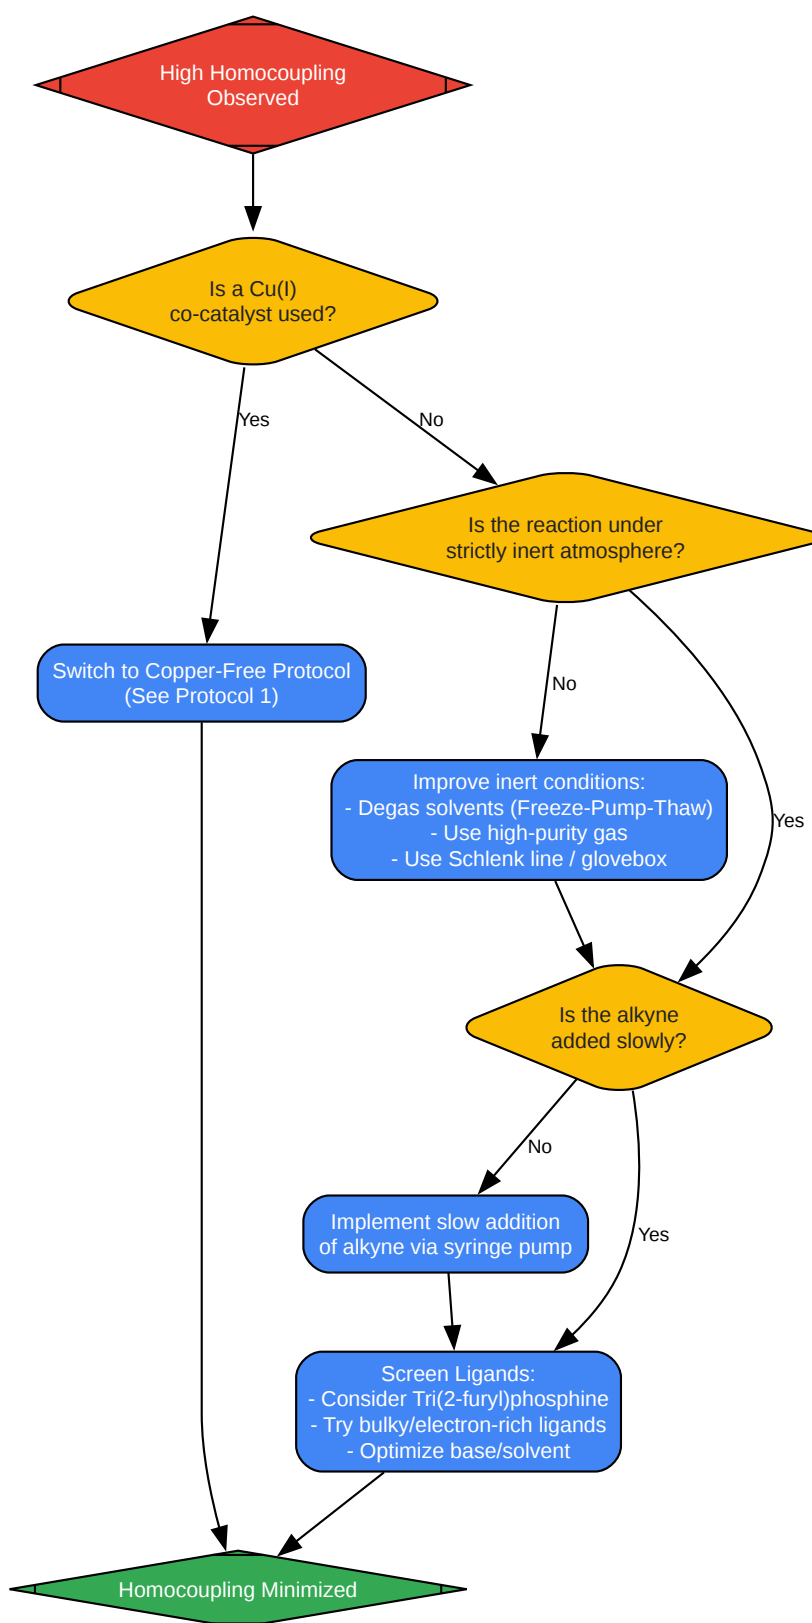 High Homocoupling
Observed
Is a Cu(I)
co-catalyst used?
Yes
No
Is the reaction under
strictly inert atmosphere?
Switch to Copper-Free Protocol
(See Protocol 1)
No
Improve inert conditions:
- Degas solvents (Freeze-Pump-Thaw)
- Use high-purity gas
- Use Schlenk line / glovebox
Yes
Is the alkyne
added slowly?
No
Implement slow addition
of alkyne via syringe pump
Yes
Screen Ligands:
- Consider Tri(2-furyl)phosphine
- Try bulky/electron-rich ligands
- Optimize base/solvent
Homocoupling Minimized